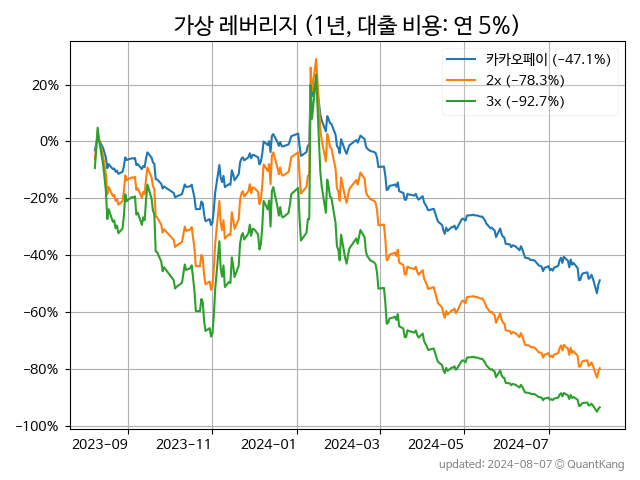 가상 레버리지 (1년, 대출 비용: 연 5%)
카카오페이 (−47.1%)
2x (−78.3%)
3x (−92.7%)
20%
0%
−20%
−40%
−60%
−80%
−100%
2023-09 2023-11 2024-01 2024-03 2024-05 2024-07
updated: 2024-08-07 © QuantKang